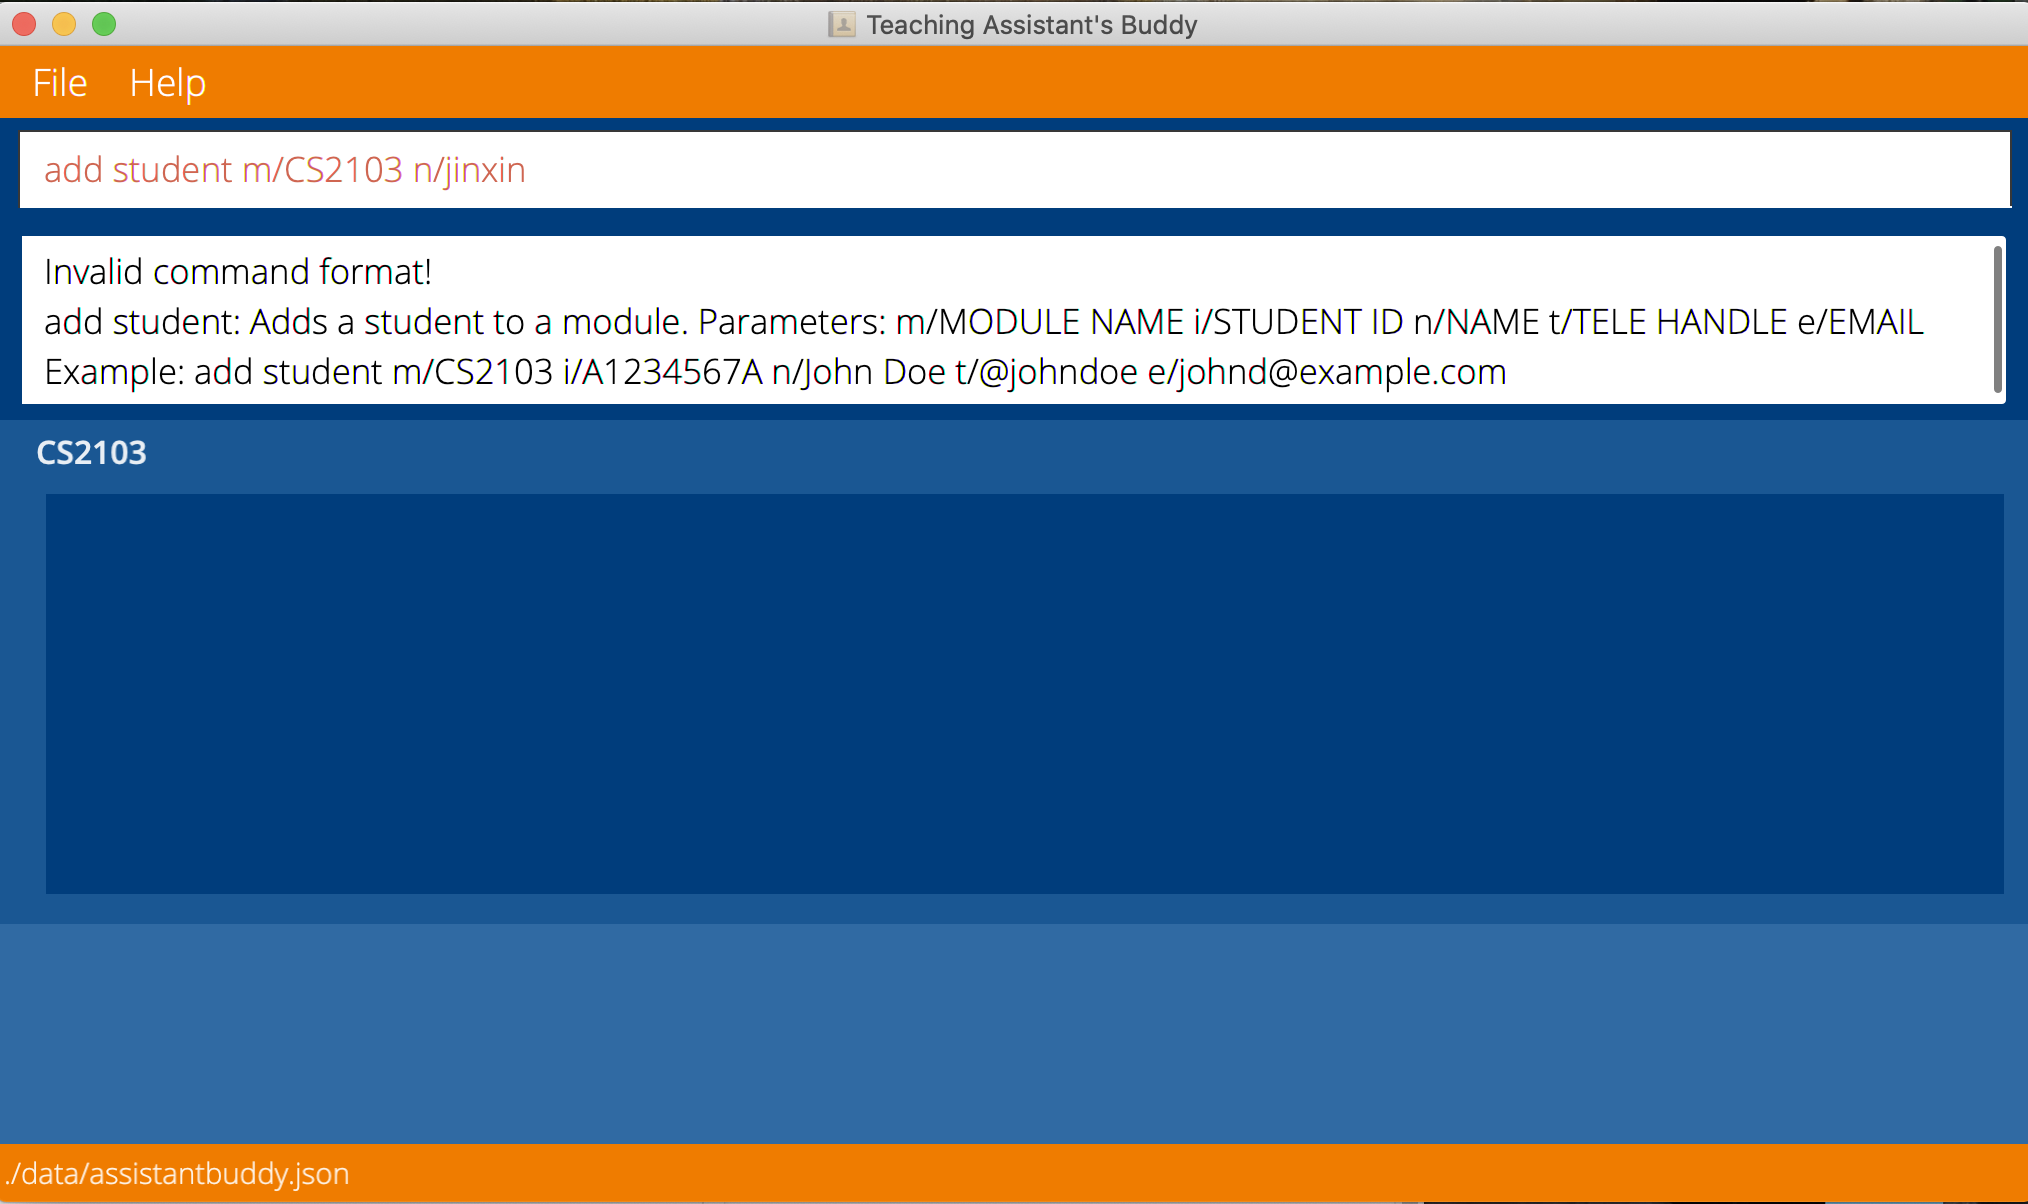 Teaching Assistant's Buddy
File Help
add student m/CS2103 n/jinxin
Invalid command format!
add student: Adds a student to a module. Parameters: m/MODULE NAME i/STUDENT ID n/NAME t/TELE HANDLE e/EMAIL
Example: add student m/CS2103 i/A1234567A n/John Doe t/@johndoe e/johnd@example.com
CS2103
./data/assistantbuddy.json